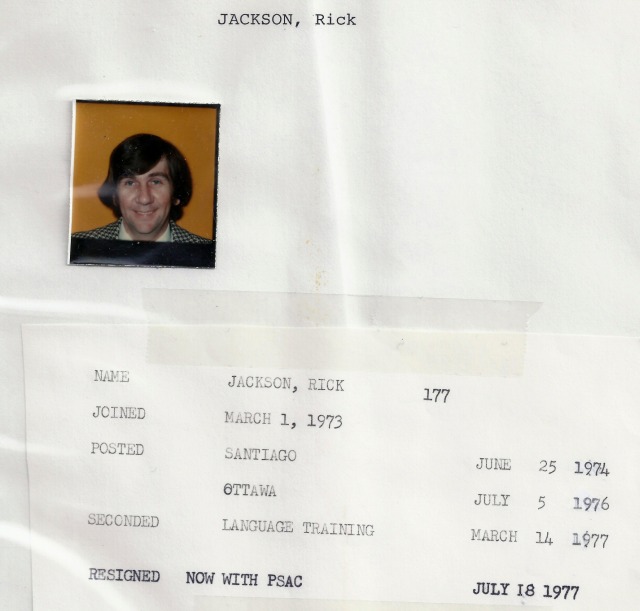 JACKSON, Rick
NAME JACKSON, RICK 177
JOINED MARCH 1, 1973
POSTED SANTIAGO JUNE 25 1974
OTTAWA JULY 5 1976
SECONDED LANGUAGE TRAINING MARCH 14 1977
RESIGNED NOW WITH PSAC JULY 18 1977